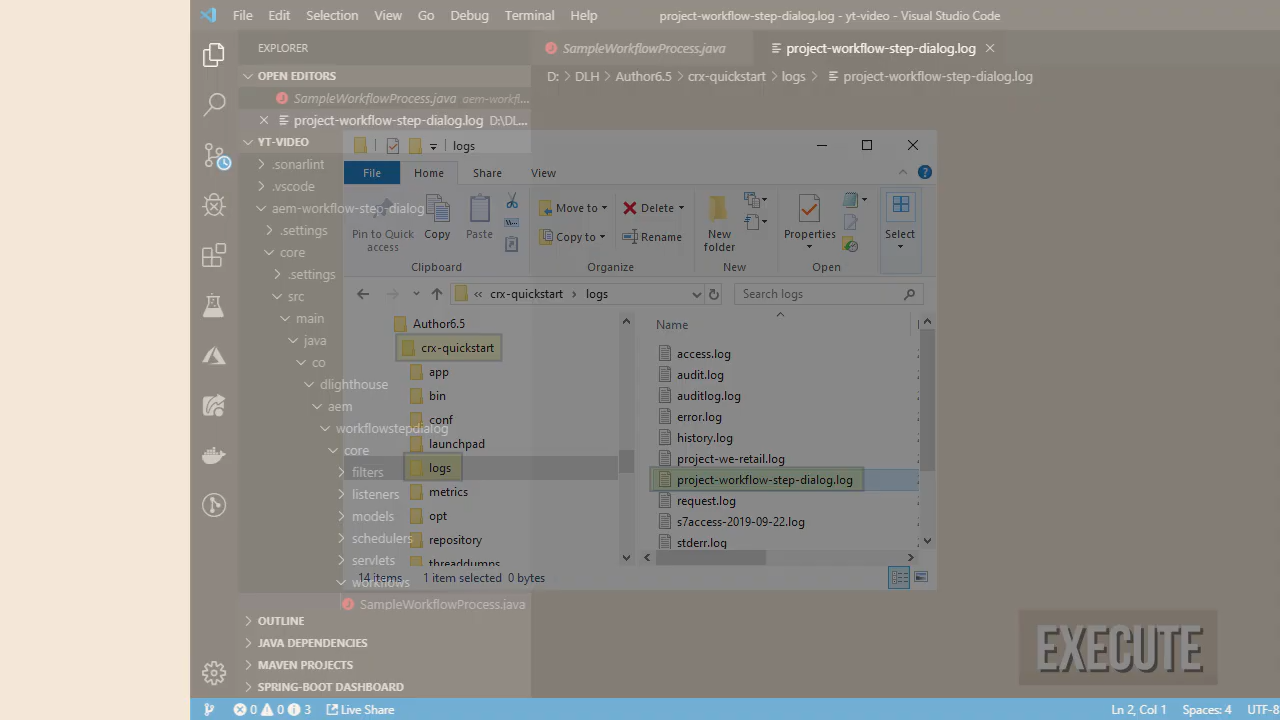 File Edit Selection View Go Debug Terminal Help project-workflow-step-dialog.log - yt-video - Visual Studio Code
EXPLORER
SampleWorkflowProcess.java
project-workflow-step-dialog.log
OPEN EDITORS
D: > DLH > Author6.5 > crx-quickstart > logs > project-workflow-step-dialog.log
SampleWorkflowProcess.java aem-workfl...
project-workflow-step-dialog.log D:\DL...
YT-VIDEO
.sonarlint
.vscode
aem-workflow-step-dialog
.settings
core
.settings
src
main
java
co
dlighthouse
aem
workflowstepdialog
core
filters
listeners
models
schedulers
servlets
workflows
SampleWorkflowProcess.java
OUTLINE
JAVA DEPENDENCIES
MAVEN PROJECTS
SPRING-BOOT DASHBOARD
logs
File Home Share View
Pin to Quick access
Copy
Paste
Clipboard
Move to
Copy to
Delete
Rename
Organize
New folder
New
Properties
Open
Select
« crx-quickstart > logs
Search logs
Author6.5
crx-quickstart
app
bin
conf
launchpad
logs
metrics
opt
repository
threaddumps
Name
access.log
audit.log
auditlog.log
error.log
history.log
project-we-retail.log
project-workflow-step-dialog.log
request.log
s7access-2019-09-22.log
stderr.log
14 items 1 item selected 0 bytes
EXECUTE
0 0 3 Live Share
Ln 2, Col 1 Spaces: 4 UTF-8